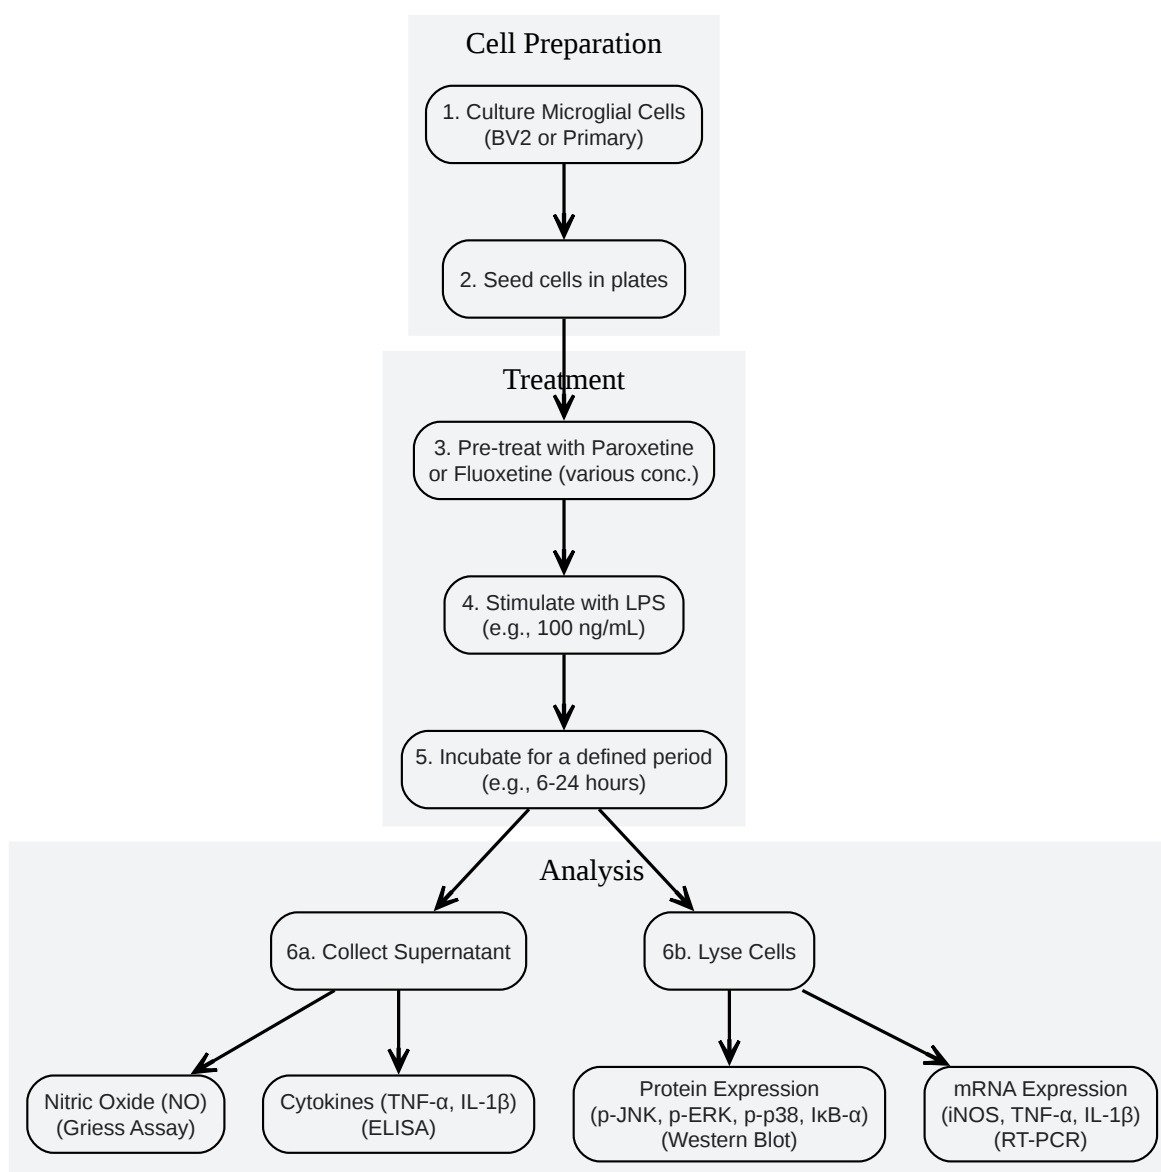 Cell Preparation
1. Culture Microglial Cells
(BV2 or Primary)
2. Seed cells in plates
Treatment
3. Pre-treat with Paroxetine
or Fluoxetine (various conc.)
4. Stimulate with LPS
(e.g., 100 ng/mL)
5. Incubate for a defined period
(e.g., 6-24 hours)
Analysis
6a. Collect Supernatant
6b. Lyse Cells
Nitric Oxide (NO)
(Griess Assay)
Cytokines (TNF-α, IL-1β)
(ELISA)
Protein Expression
(p-JNK, p-ERK, p-p38, IκB-α)
(Western Blot)
mRNA Expression
(iNOS, TNF-α, IL-1β)
(RT-PCR)